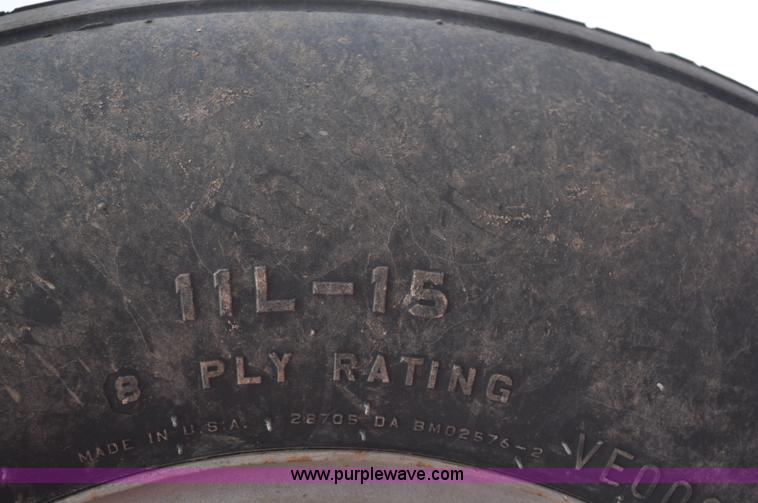 11L-15
8 PLY RATING
MADE IN U.S.A. 28705 DA BM02576-2
www.purplewave.com